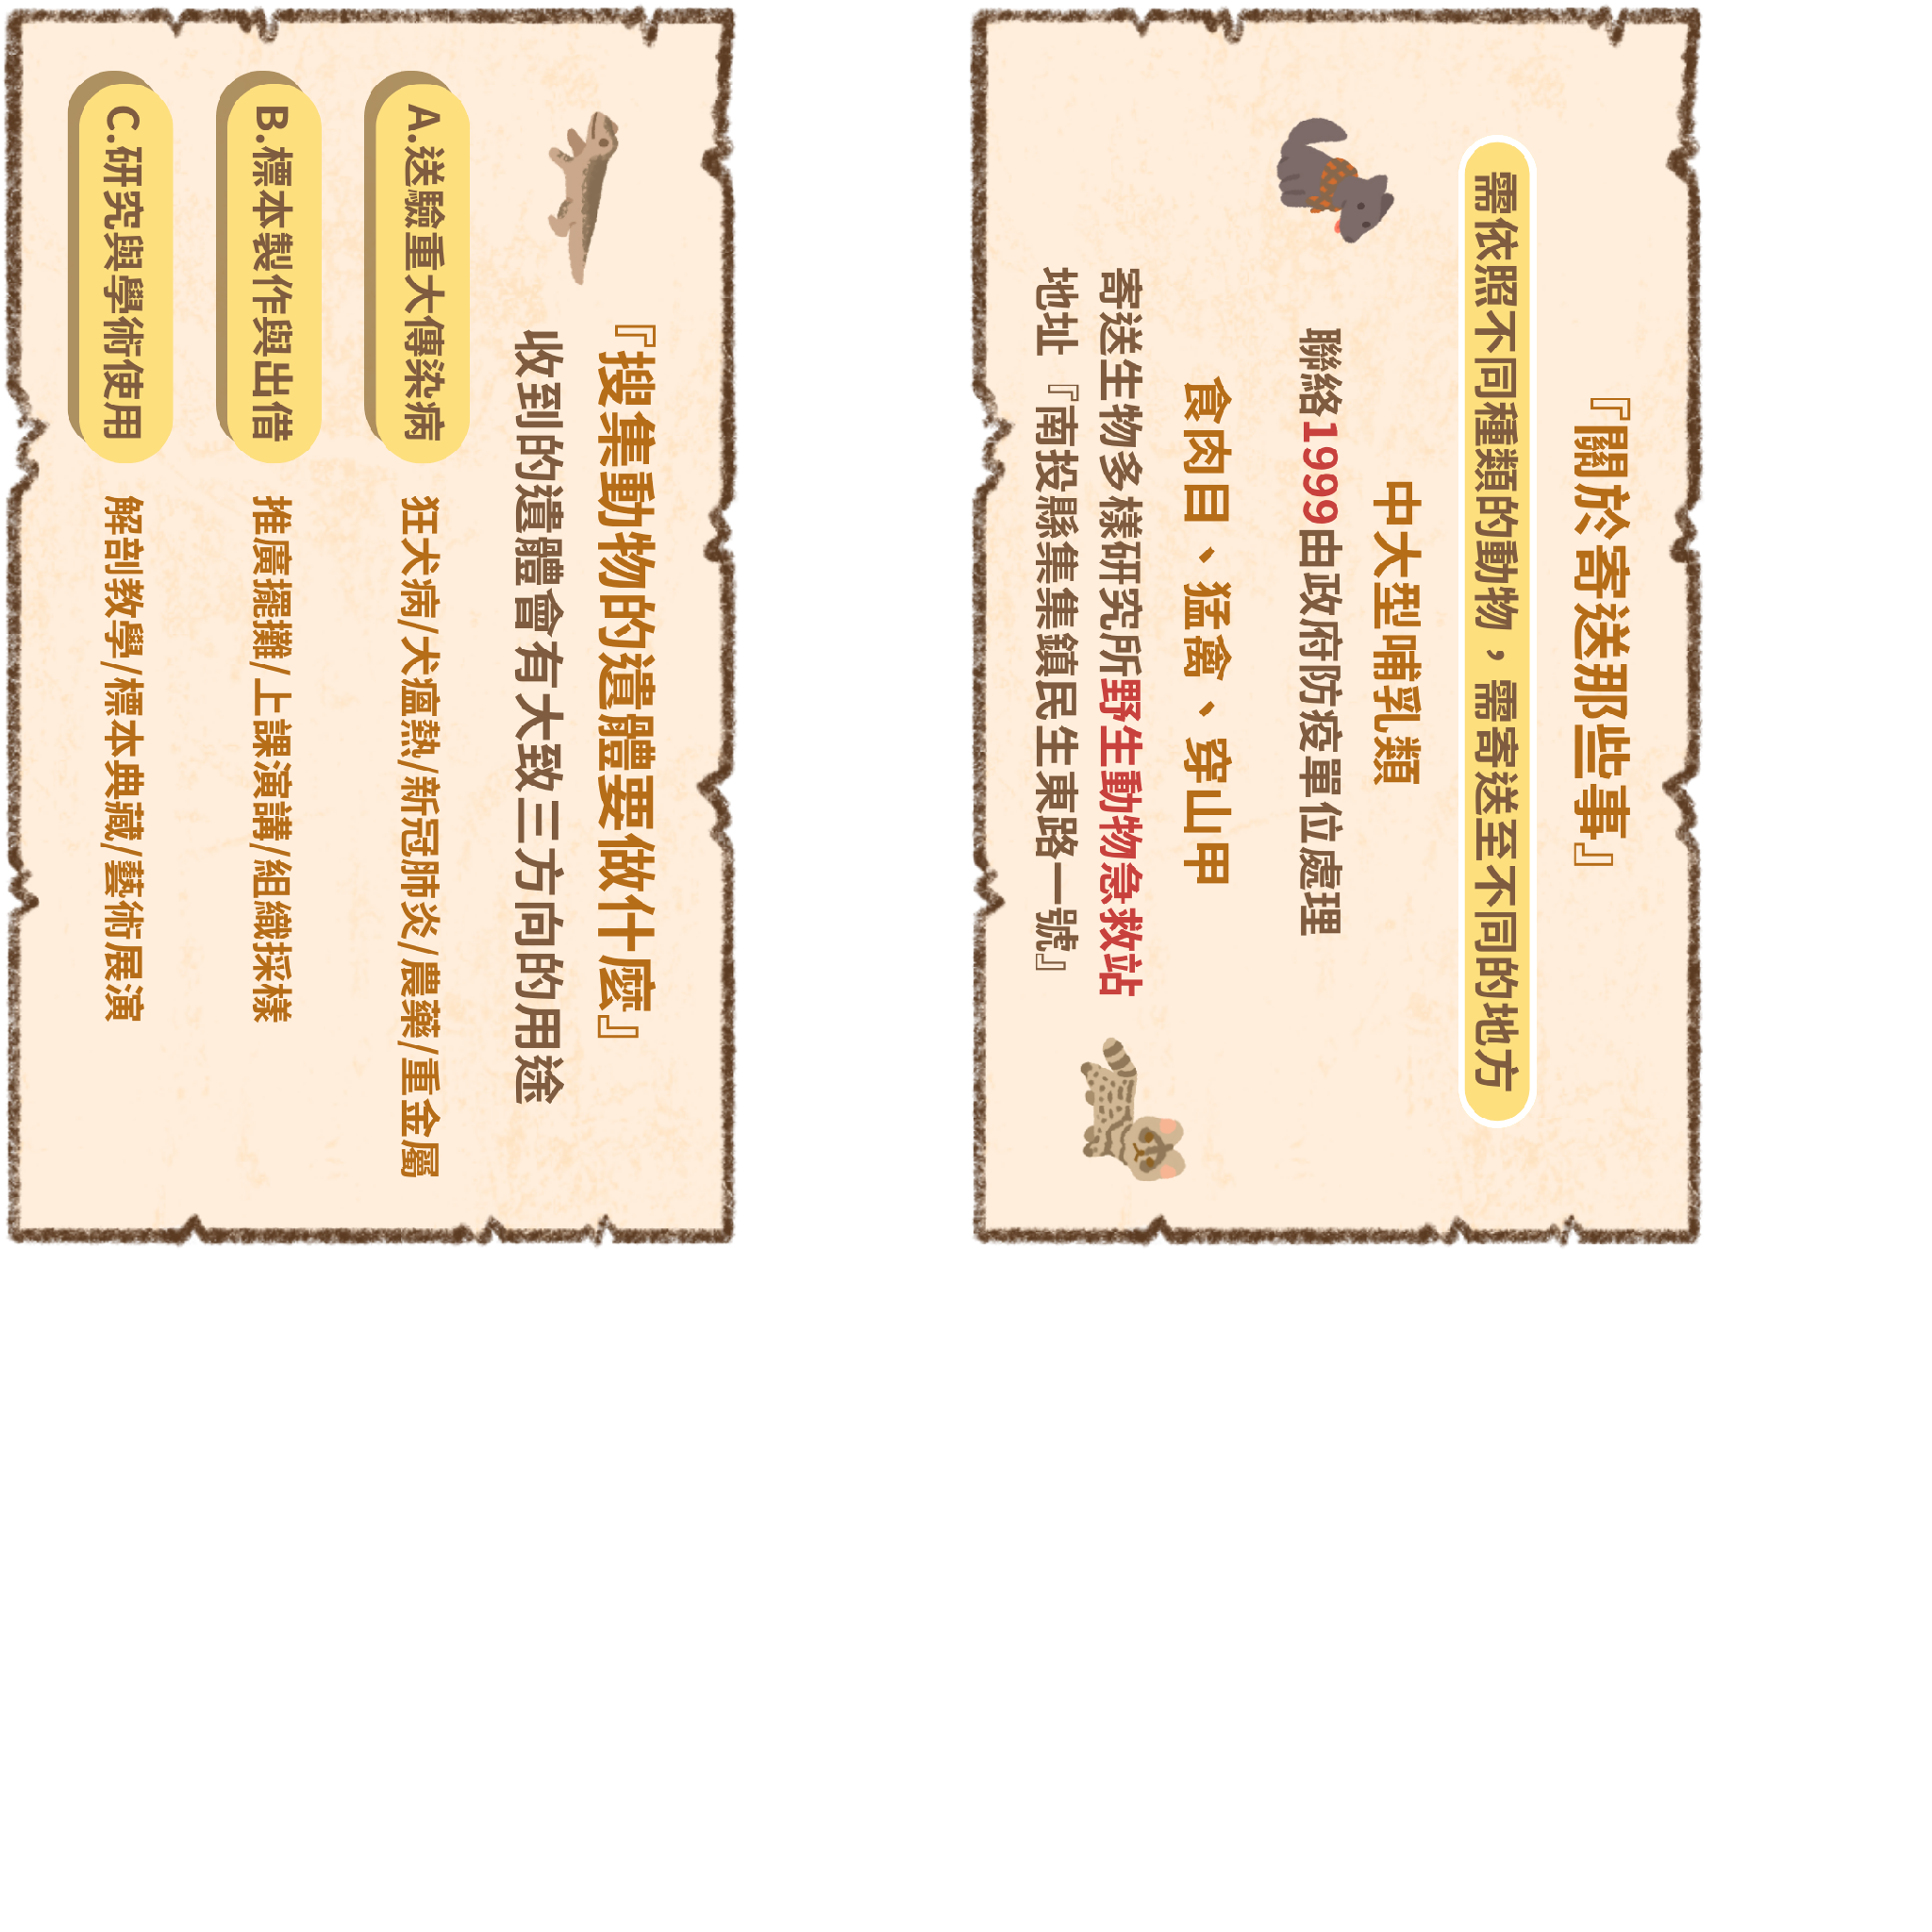 『關於寄送那些事』
需依照不同種類的動物，需寄送至不同的地方
中大型哺乳類
聯絡1999由政府防疫單位處理
食肉目、猛禽、穿山甲
寄送生物多樣研究所野生動物急救站
地址『南投縣集集鎮民生東路一號』
『搜集動物的遺體要做什麼』
收到的遺體會有大致三方向的用途
A.送驗重大傳染病
狂犬病/犬瘟熱/新冠肺炎/農藥/重金屬
B.標本製作與出借
推廣擺攤/上課演講/組織採樣
C.研究與學術使用
解剖教學/標本典藏/藝術展演